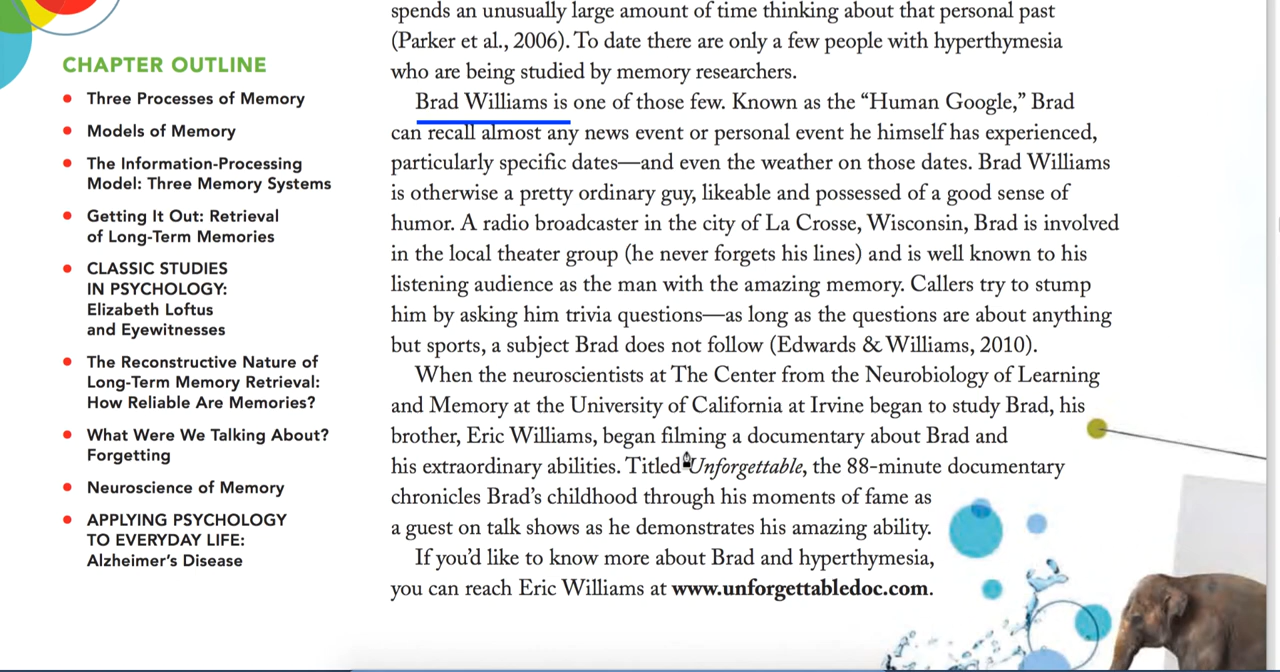 spends an unusually large amount of time thinking about that personal past
(Parker et al., 2006). To date there are only a few people with hyperthymesia
who are being studied by memory researchers.
Brad Williams is one of those few. Known as the “Human Google,” Brad
can recall almost any news event or personal event he himself has experienced,
particularly specific dates—and even the weather on those dates. Brad Williams
is otherwise a pretty ordinary guy, likeable and possessed of a good sense of
humor. A radio broadcaster in the city of La Crosse, Wisconsin, Brad is involved
in the local theater group (he never forgets his lines) and is well known to his
listening audience as the man with the amazing memory. Callers try to stump
him by asking him trivia questions—as long as the questions are about anything
but sports, a subject Brad does not follow (Edwards & Williams, 2010).
When the neuroscientists at The Center from the Neurobiology of Learning
and Memory at the University of California at Irvine began to study Brad, his
brother, Eric Williams, began filming a documentary about Brad and
his extraordinary abilities. Titled Unforgettable, the 88-minute documentary
chronicles Brad’s childhood through his moments of fame as
a guest on talk shows as he demonstrates his amazing ability.
If you’d like to know more about Brad and hyperthymesia,
you can reach Eric Williams at www.unforgettabledoc.com.
CHAPTER OUTLINE
Three Processes of Memory
Models of Memory
The Information-Processing
Model: Three Memory Systems
Getting It Out: Retrieval
of Long-Term Memories
CLASSIC STUDIES
IN PSYCHOLOGY:
Elizabeth Loftus
and Eyewitnesses
The Reconstructive Nature of
Long-Term Memory Retrieval:
How Reliable Are Memories?
What Were We Talking About?
Forgetting
Neuroscience of Memory
APPLYING PSYCHOLOGY
TO EVERYDAY LIFE:
Alzheimer’s Disease